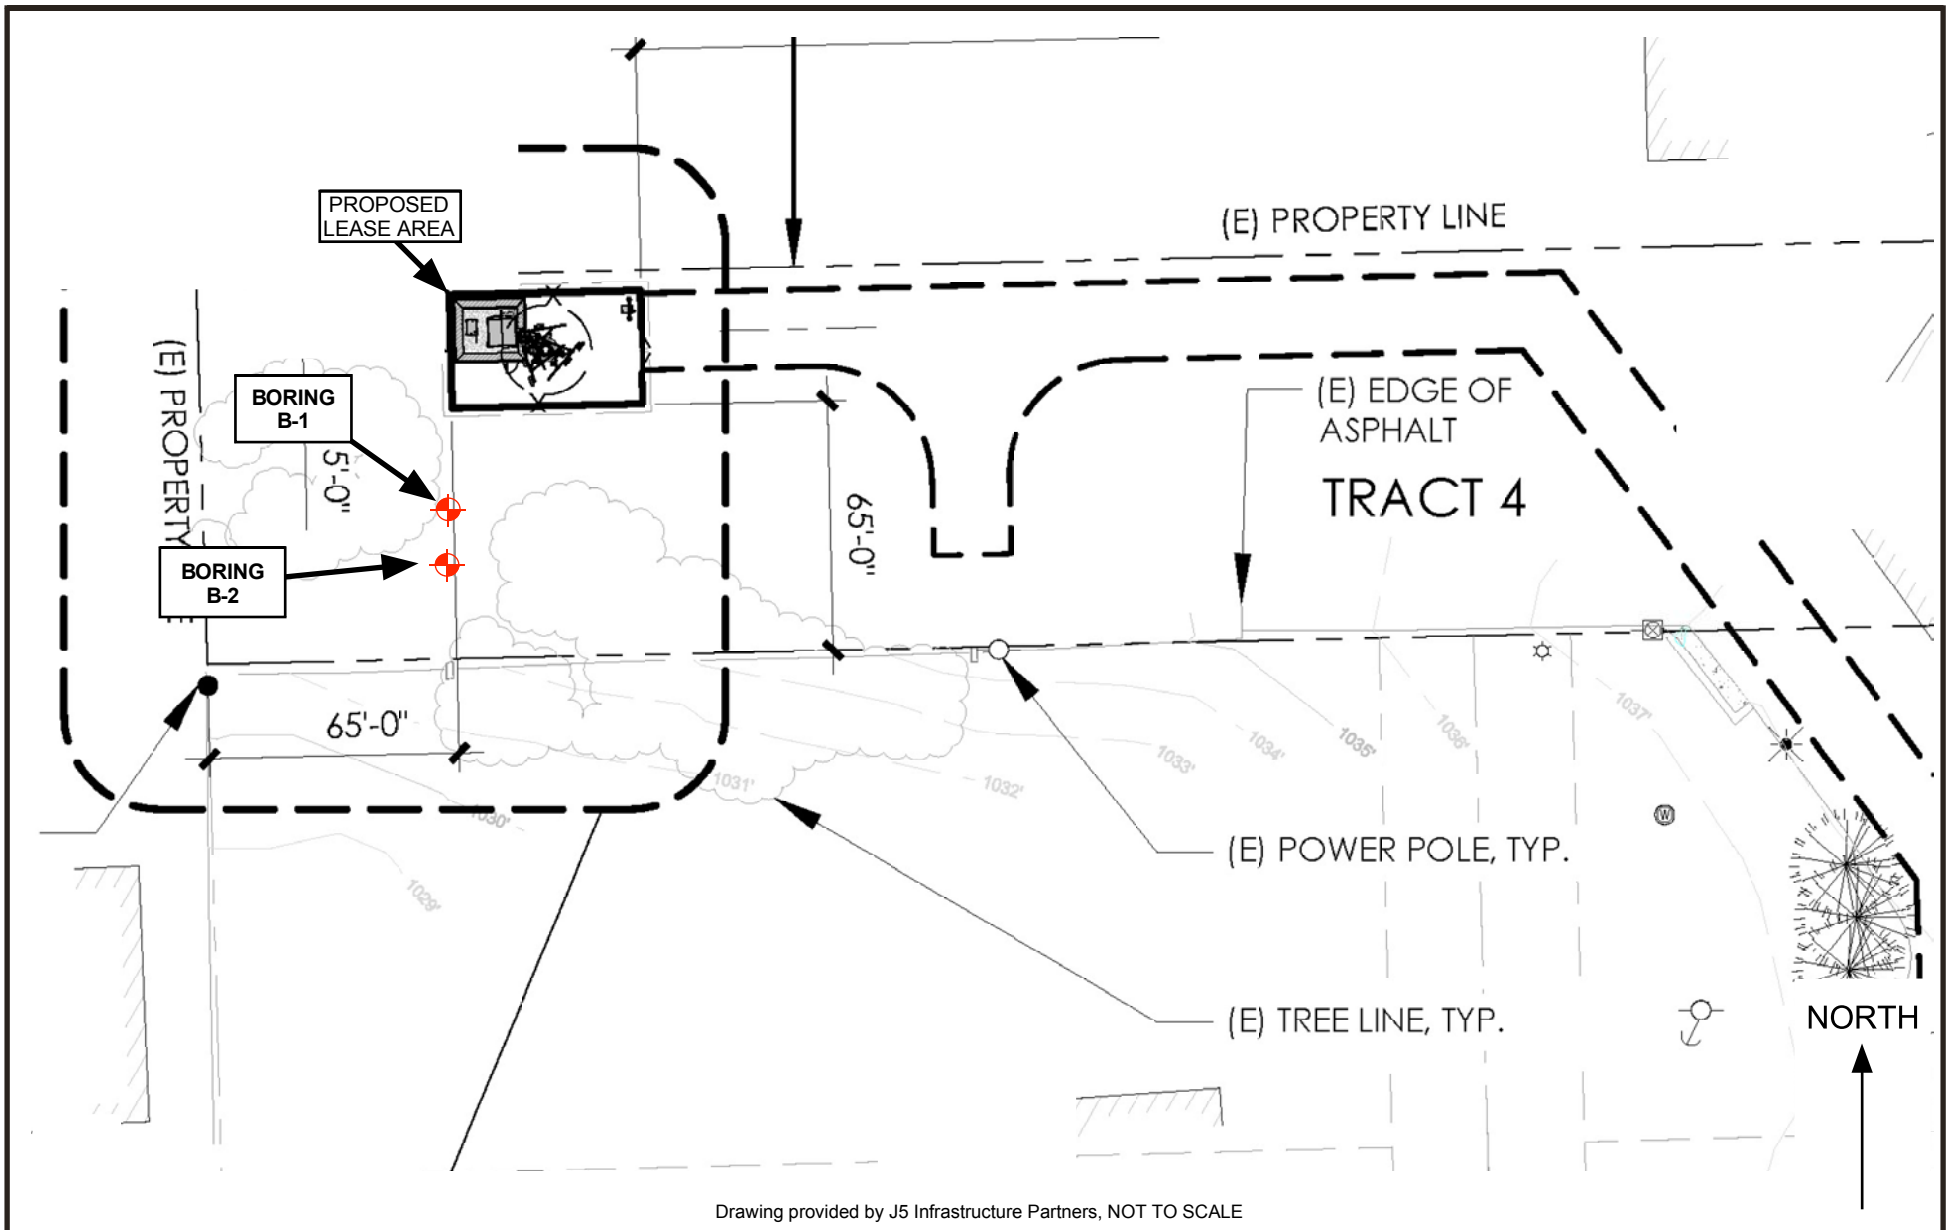 PROPOSED
LEASE AREA
(E) PROPERTY LINE
(E) PROPERTY
BORING
B-1
5'-0"
(E) EDGE OF
ASPHALT
TRACT 4
65'-0"
BORING
B-2
65'-0"
1037'
1036'
1035'
1034'
1033'
1032'
1031'
1030'
1029'
W
(E) POWER POLE, TYP.
(E) TREE LINE, TYP.
NORTH
Drawing provided by J5 Infrastructure Partners, NOT TO SCALE